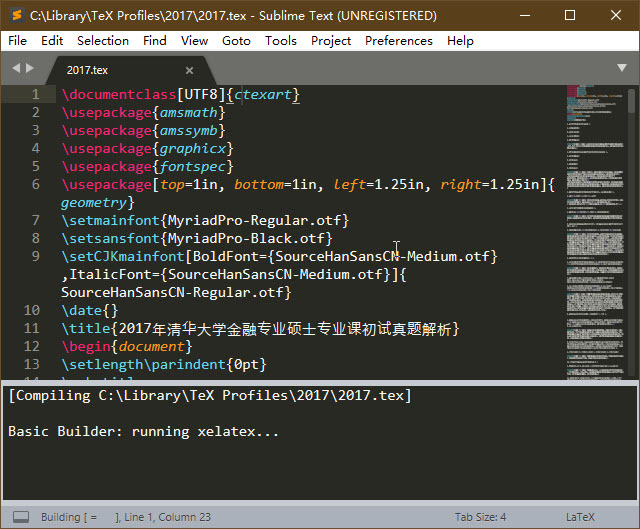 C:\Library\TeX Profiles\2017\2017.tex - Sublime Text (UNREGISTERED)
File Edit Selection Find View Goto Tools Project Preferences Help
2017.tex
1 \documentclass[UTF8]{ctexart}
2 \usepackage{amsmath}
3 \usepackage{amssymb}
4 \usepackage{graphicx}
5 \usepackage{fontspec}
6 \usepackage[top=1in, bottom=1in, left=1.25in, right=1.25in]{
geometry}
7 \setmainfont{MyriadPro-Regular.otf}
8 \setsansfont{MyriadPro-Black.otf}
9 \setCJKmainfont[BoldFont={SourceHanSansCN-Medium.otf}
,ItalicFont={SourceHanSansCN-Medium.otf}]{
SourceHanSansCN-Regular.otf}
10 \date{}
11 \title{2017年清华大学金融专业硕士专业课初试真题解析}
12 \begin{document}
13 \setlength\parindent{0pt}
[Compiling C:\Library\TeX Profiles\2017\2017.tex]
Basic Builder: running xelatex...
Building [ = ], Line 1, Column 23 Tab Size: 4 LaTeX